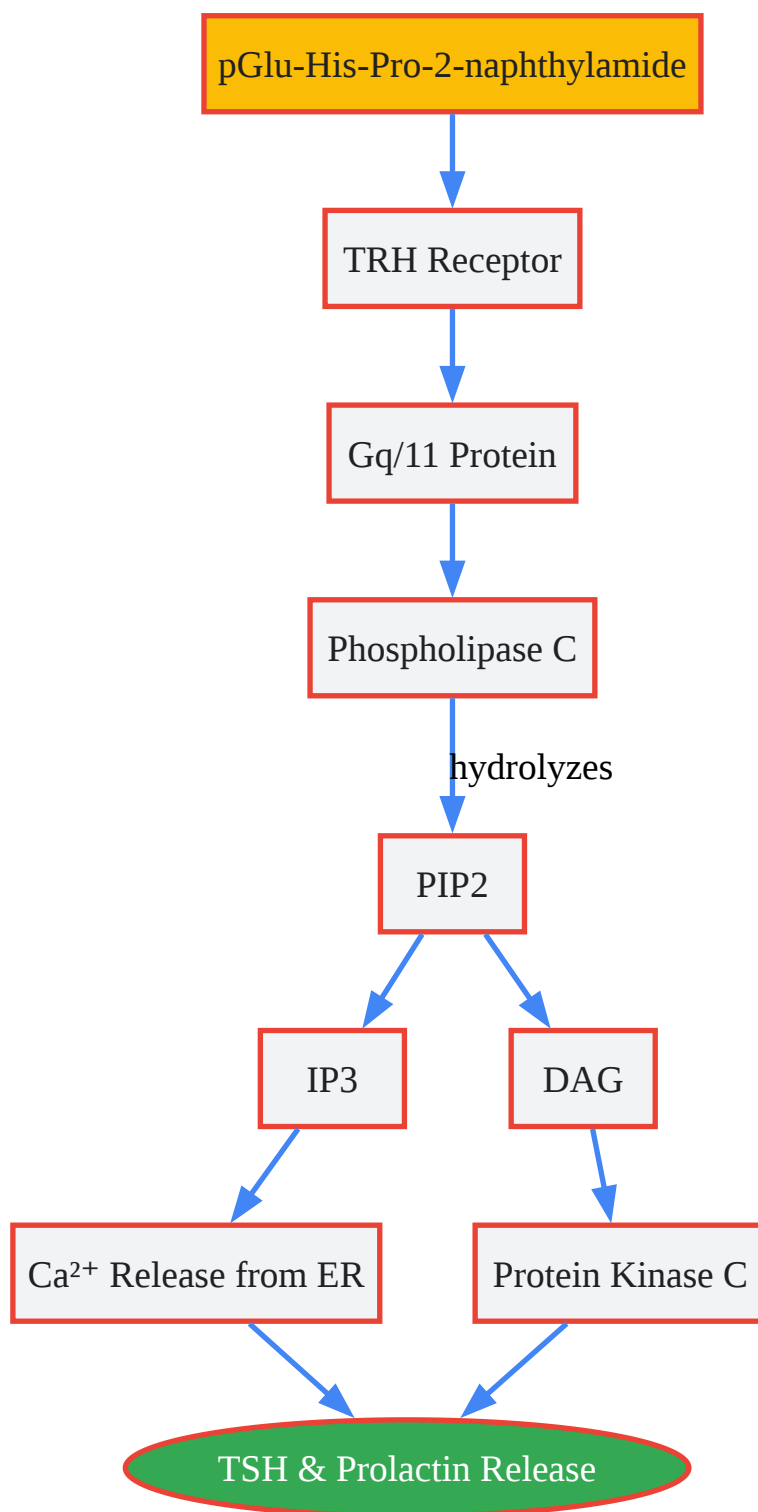 pGlu-His-Pro-2-naphthylamide
TRH Receptor
Gq/11 Protein
Phospholipase C
hydrolyzes
PIP2
IP3
DAG
Ca²⁺ Release from ER
Protein Kinase C
TSH & Prolactin Release